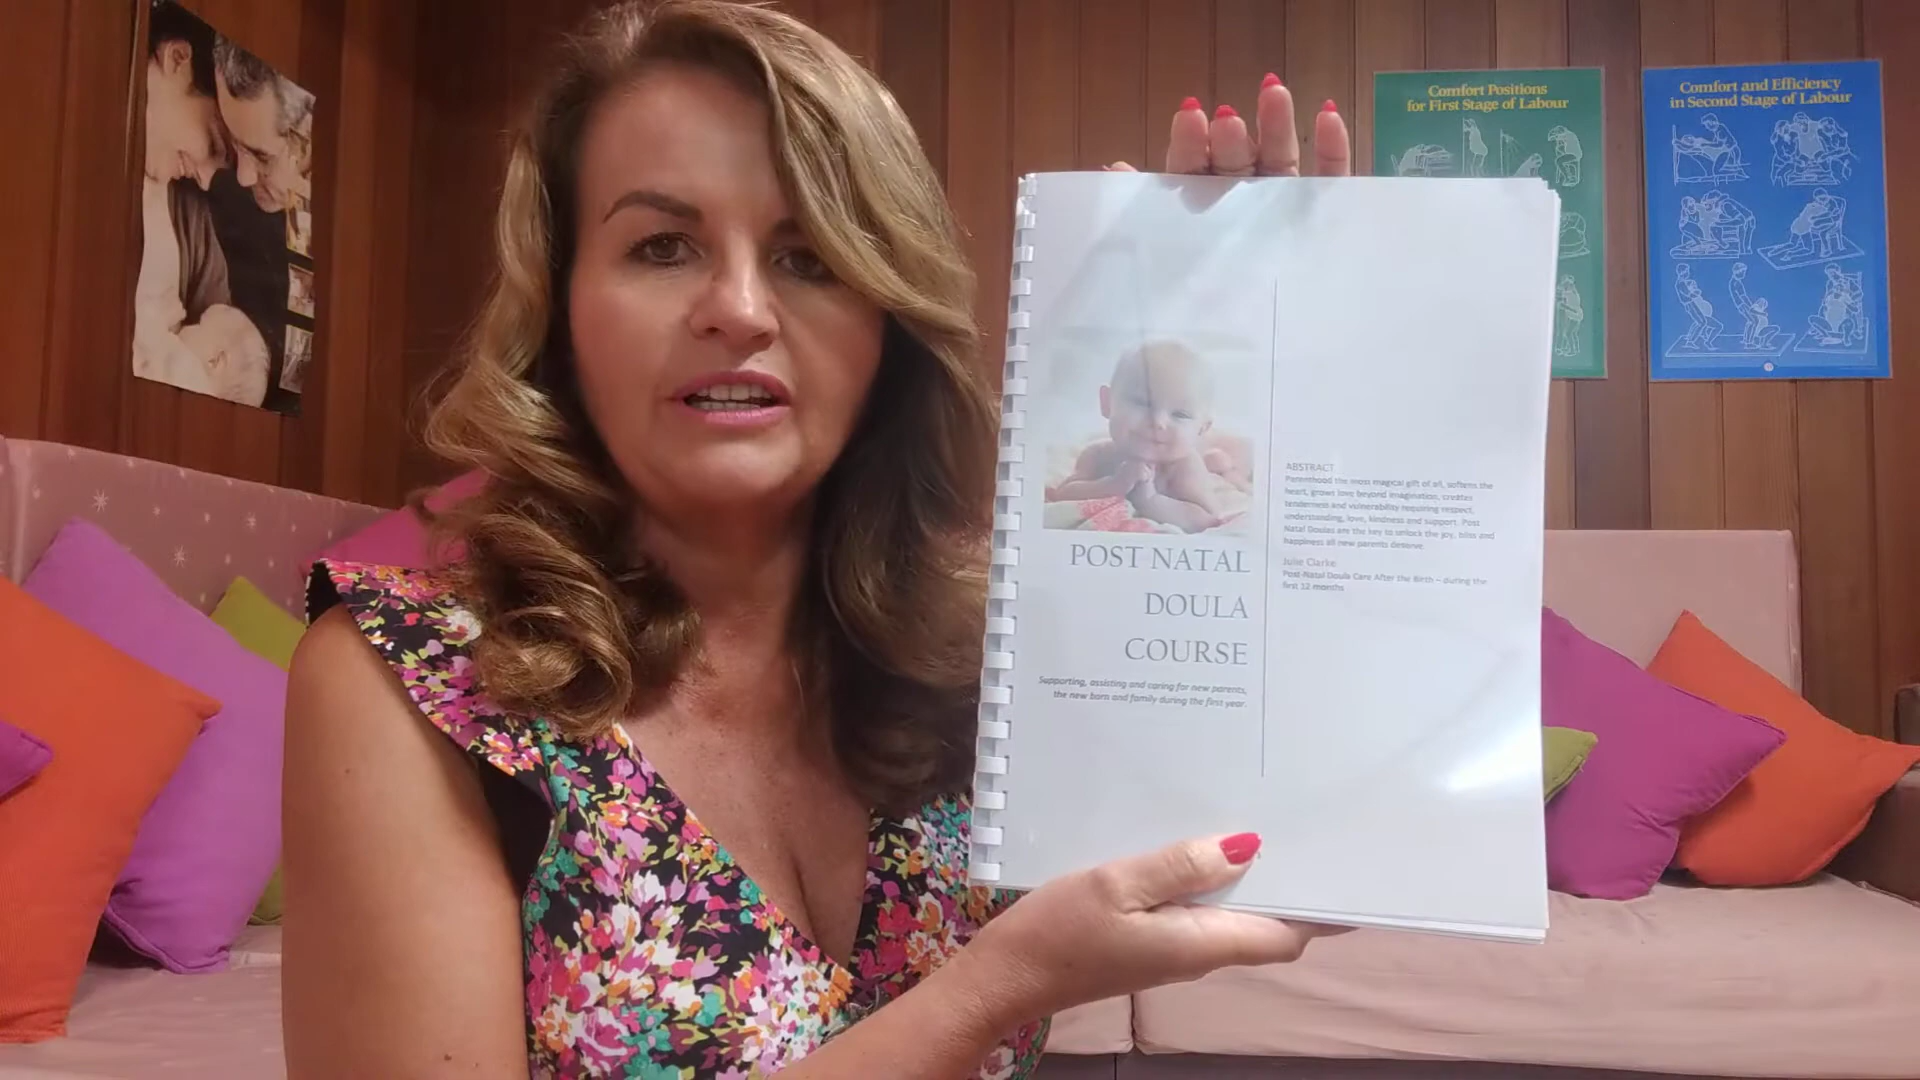 Comfort Positions
for First Stage of Labour
Comfort and Efficiency
in Second Stage of Labour
POST NATAL
DOULA
COURSE
Supporting, assisting and caring for new parents,
the new born and family during the first year.
ABSTRACT
Parenthood the most magical gift of all, softens the
heart, grows love beyond imagination, creates
tenderness and vulnerability requiring respect,
understanding, love, kindness and support. Post
Natal Doulas are the key to unlock the joy, bliss and
happiness all new parents deserve.
Julie Clarke
Post-Natal Doula Care After the Birth – during the
first 12 months